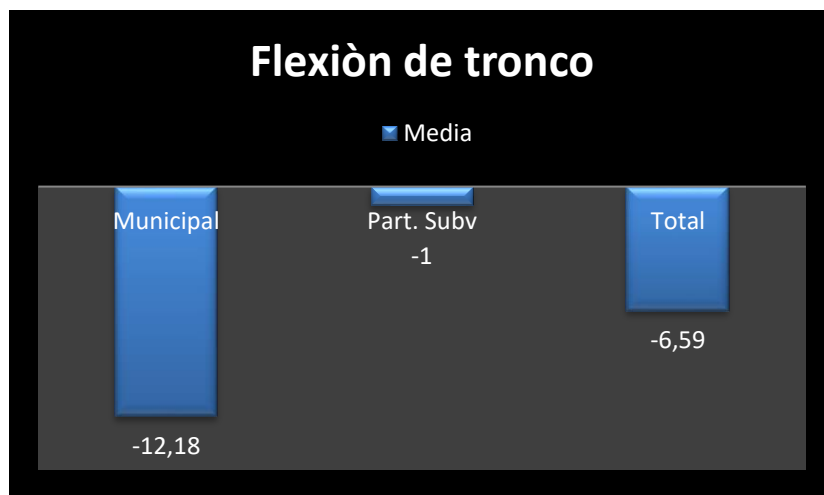 Flexiòn de tronco
Media
Municipal
Part. Subv
Total
-1
-6,59
-12,18